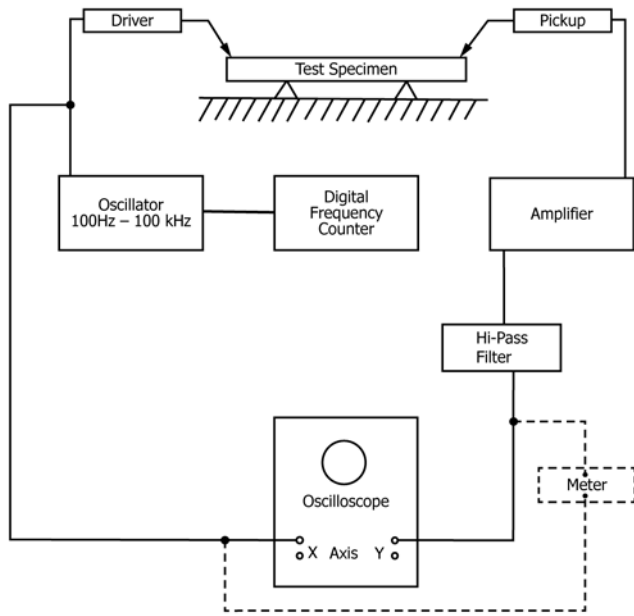 Driver
Pickup
Test Specimen
Oscillator
100Hz – 100 kHz
Digital
Frequency
Counter
Amplifier
Hi-Pass
Filter
Oscilloscope
X Axis Y
Meter